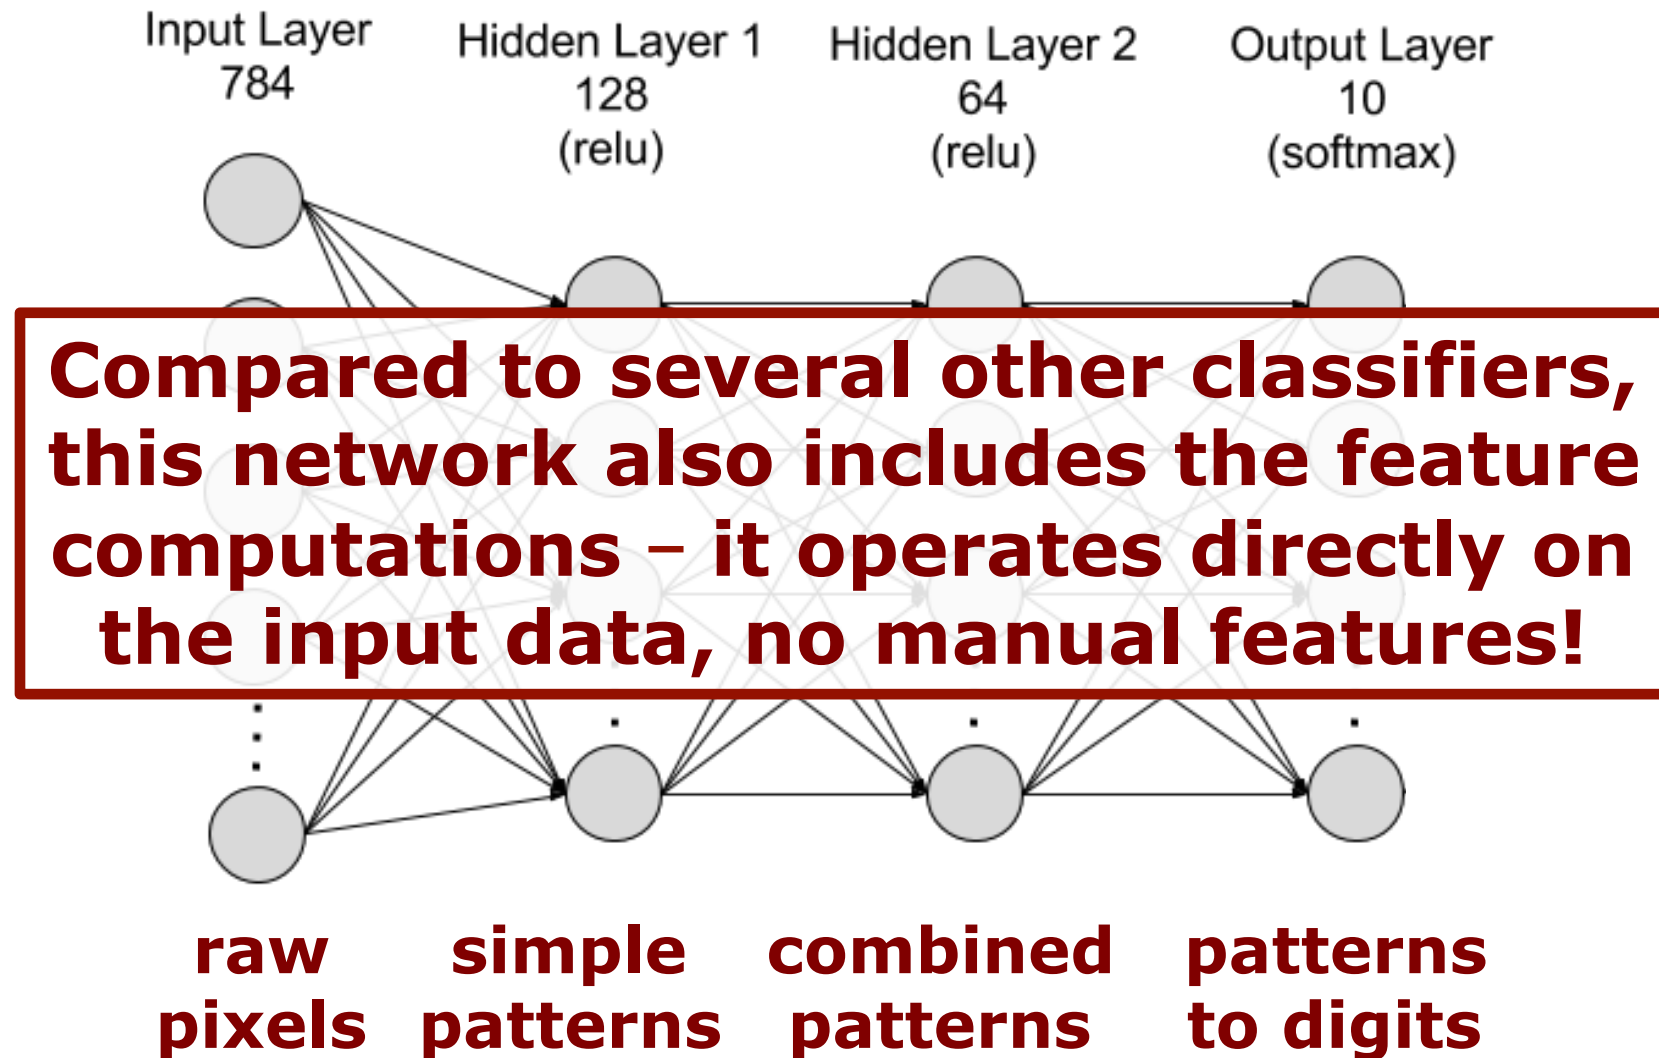 Input Layer
784
Hidden Layer 1
128
(relu)
Hidden Layer 2
64
(relu)
Output Layer
10
(softmax)
Compared to several other classifiers,
this network also includes the feature
computations – it operates directly on
the input data, no manual features!
raw
pixels
simple
patterns
combined
patterns
patterns
to digits